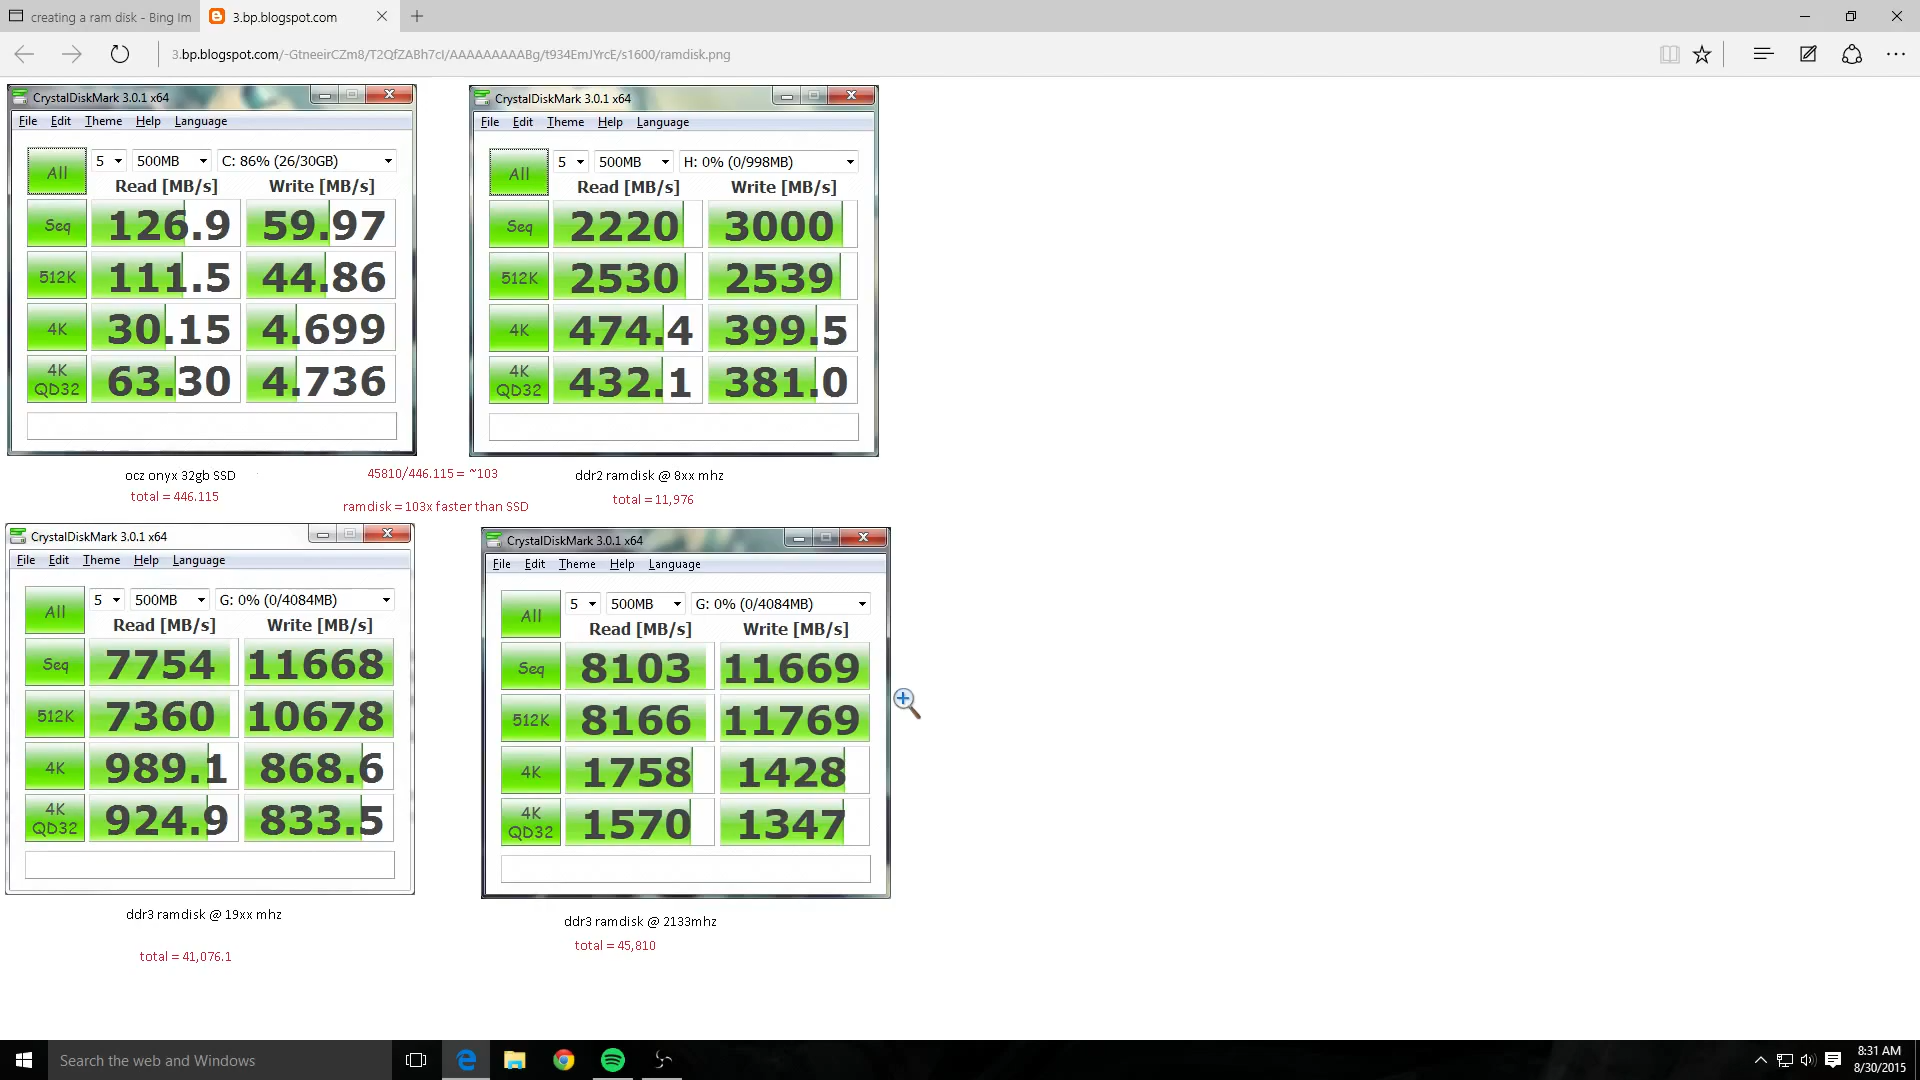 creating a ram disk - Bing Im
3.bp.blogspot.com
3.bp.blogspot.com/-GtneeirCZm8/T2QfZABh7cI/AAAAAAAAABg/t934EmJYrcE/s1600/ramdisk.png
CrystalDiskMark 3.0.1 x64
File Edit Theme Help Language
All 5 500MB C: 86% (26/30GB)
Read [MB/s] Write [MB/s]
Seq 126.9 59.97
512K 111.5 44.86
4K 30.15 4.699
4K QD32 63.30 4.736
ocz onyx 32gb SSD
total = 446.115
CrystalDiskMark 3.0.1 x64
File Edit Theme Help Language
All 5 500MB H: 0% (0/998MB)
Read [MB/s] Write [MB/s]
Seq 2220 3000
512K 2530 2539
4K 474.4 399.5
4K QD32 432.1 381.0
ddr2 ramdisk @ 8xx mhz
total = 11,976
45810/446.115 = ~103
ramdisk = 103x faster than SSD
CrystalDiskMark 3.0.1 x64
File Edit Theme Help Language
All 5 500MB G: 0% (0/4084MB)
Read [MB/s] Write [MB/s]
Seq 7754 11668
512K 7360 10678
4K 989.1 868.6
4K QD32 924.9 833.5
ddr3 ramdisk @ 19xx mhz
total = 41,076.1
CrystalDiskMark 3.0.1 x64
File Edit Theme Help Language
All 5 500MB G: 0% (0/4084MB)
Read [MB/s] Write [MB/s]
Seq 8103 11669
512K 8166 11769
4K 1758 1428
4K QD32 1570 1347
ddr3 ramdisk @ 2133mhz
total = 45,810
Search the web and Windows
8:31 AM
8/30/2015